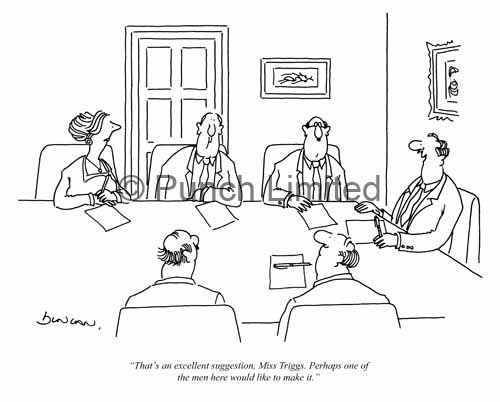 © Punch Limited
DUNCAN.
“That’s an excellent suggestion, Miss Triggs. Perhaps one of
the men here would like to make it.”